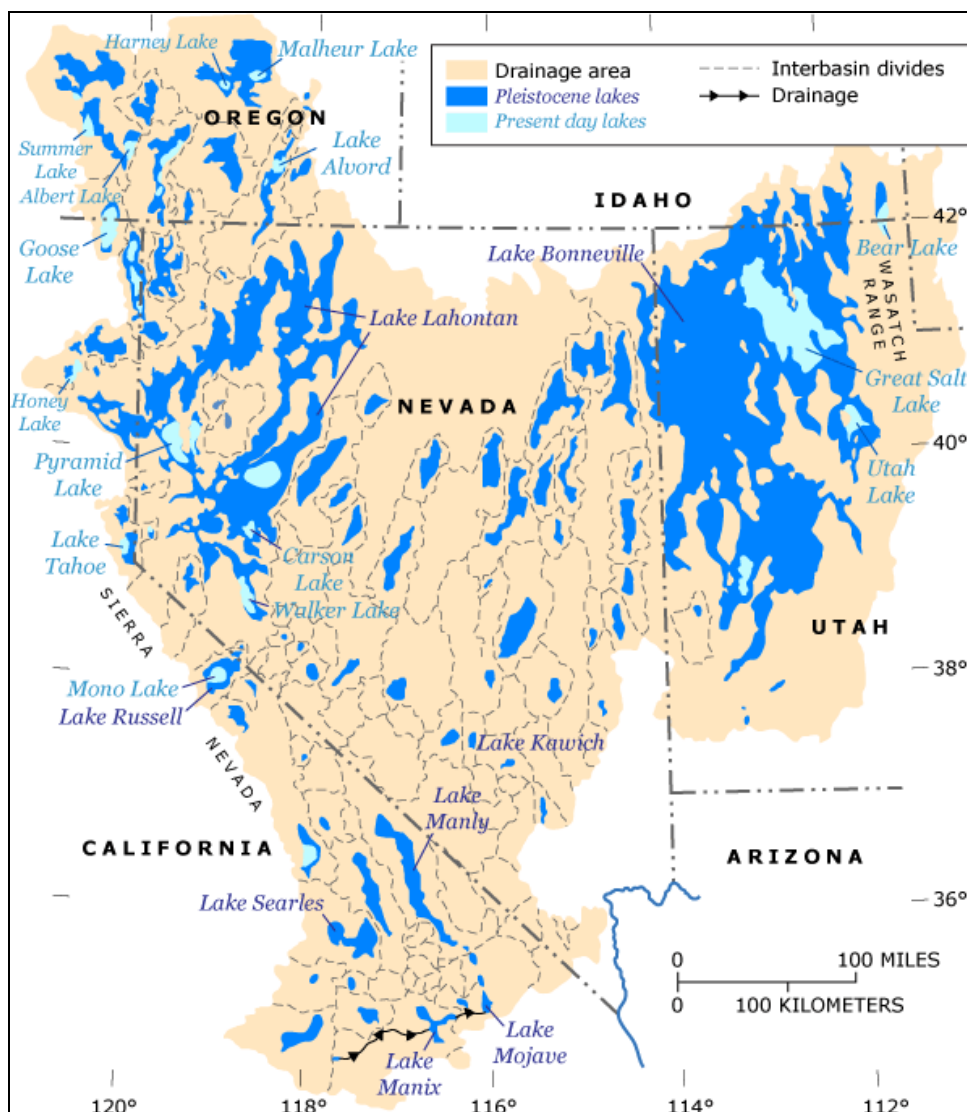 Harney Lake
Malheur Lake
OREGON
Summer
Lake
Albert Lake
Lake
Alvord
Goose
Lake
Drainage area
Pleistocene lakes
Present day lakes
Interbasin divides
Drainage
IDAHO
42°
Lake Bonneville
Bear Lake
WASATCH
RANGE
Lake Lahontan
Great Salt
Lake
Honey
Lake
NEVADA
40°
Pyramid
Lake
Utah
Lake
Lake
Tahoe
Carson
Lake
Walker Lake
SIERRA
UTAH
38°
Mono Lake
Lake Russell
NEVADA
Lake Kawich
Lake
Manly
CALIFORNIA
ARIZONA
36°
Lake Searles
0 100 MILES
0 100 KILOMETERS
Lake
Mojave
Lake
Manix
120° 118° 116° 114° 112°